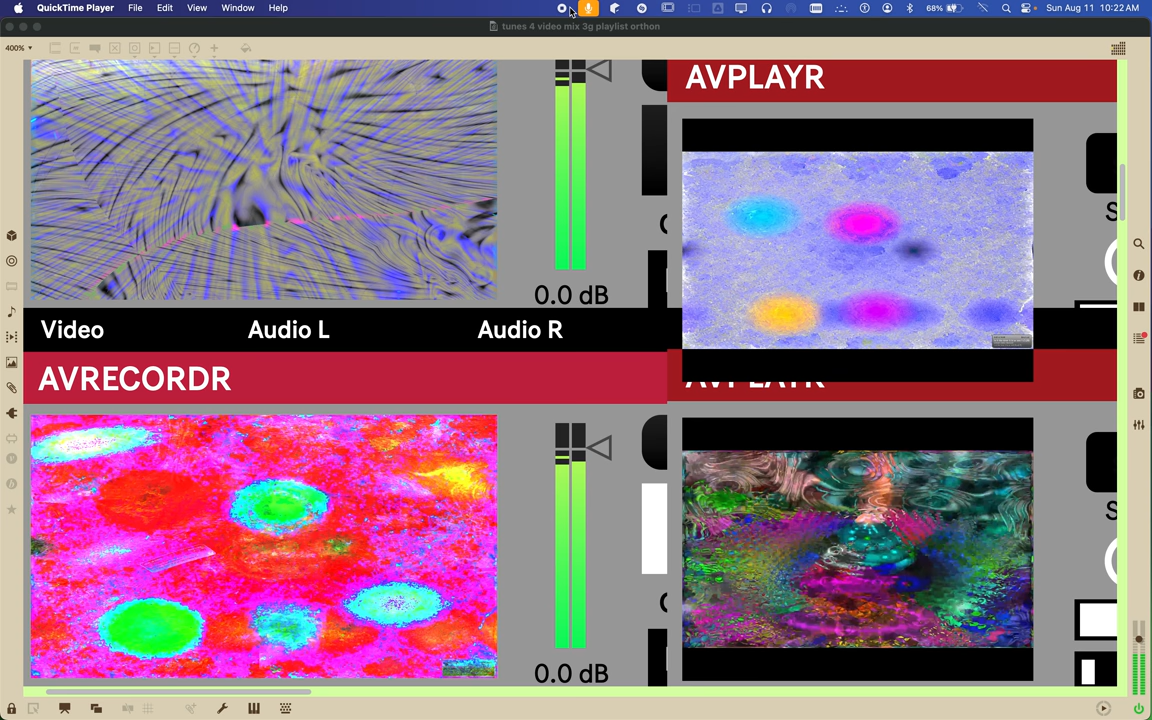 QuickTime Player File Edit View Window Help
68% Sun Aug 11 10:22 AM
tunes 4 video mix 3g playlist orthon
400%
AVPLAYR
0.0 dB
Video Audio L Audio R
AVRECORDR
AVPLAYR
0.0 dB